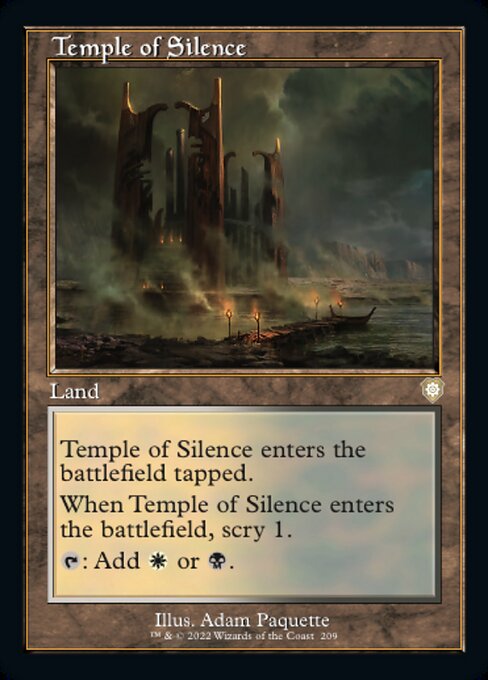 Temple of Silence
Land
Temple of Silence enters the
battlefield tapped.
When Temple of Silence enters
the battlefield, scry 1.
: Add or .
Illus. Adam Paquette
™ & © 2022 Wizards of the Coast 209